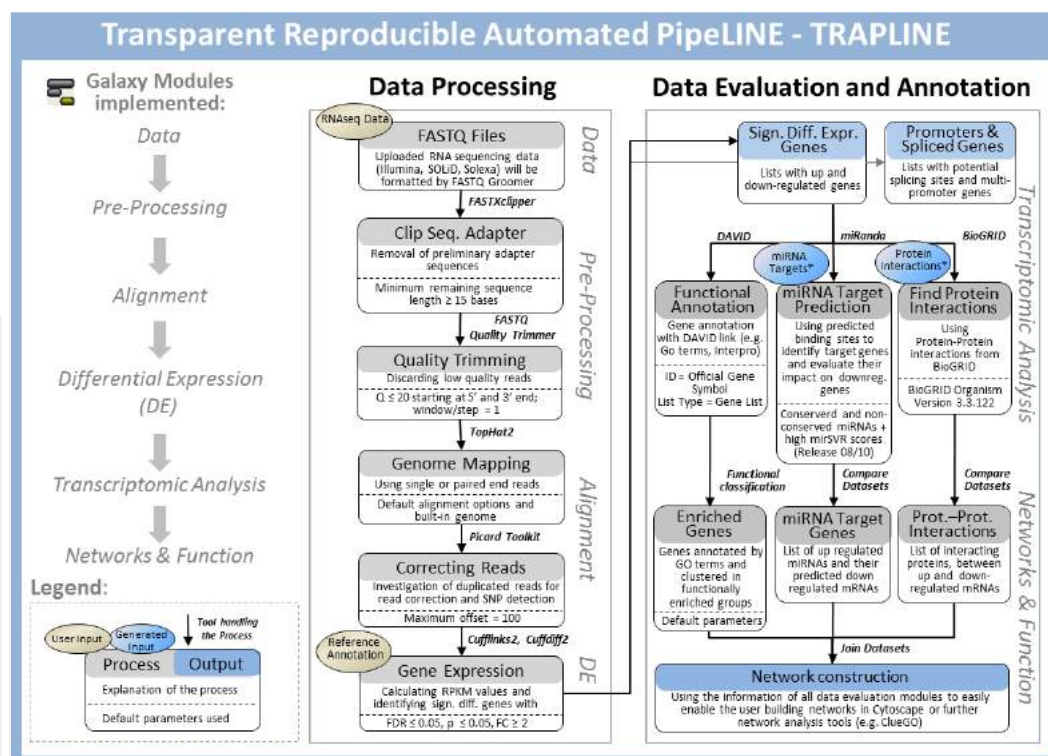 Transparent Reproducible Automated PipeLINE - TRAPLINE
Galaxy Modules
implemented:
Data
Pre-Processing
Alignment
Differential Expression
(DE)
Transcriptomic Analysis
Networks & Function
Legend:
User Input
Generated
Input
Tool handling
the Process
Process
Output
Explanation of the process
Default parameters used
Data Processing
RNAseq Data
FASTQ Files
Uploaded RNA sequencing data
(Illumina, SOLiD, Solexa) will be
formatted by FASTQ Groomer
FASTXclipper
Clip Seq. Adapter
Removal of preliminary adapter
sequences
Minimum remaining sequence
length ≥ 15 bases
FASTQ
Quality Trimmer
Quality Trimming
Discarding low quality reads
Q ≤ 20 starting at 5' and 3' end;
window/step = 1
TopHat2
Genome Mapping
Using single or paired end reads
Default alignment options and
built-in genome
Picard Toolkit
Correcting Reads
Investigation of duplicated reads for
read correction and SNP detection
Maximum offset = 100
Cufflinks2, Cuffdiff2
Reference
Annotation
Gene Expression
Calculating RPKM values and
identifying sign. diff. genes with
FDR ≤ 0.05, p ≤ 0.05, FC ≥ 2
Data
Pre-Processing
Alignment
DE
Data Evaluation and Annotation
Sign. Diff. Expr.
Genes
Lists with up and
down-regulated genes
Promoters &
Spliced Genes
Lists with potential
splicing sites and multi-
promoter genes
DAVID
miRanda
BioGRID
miRNA
Targets*
Protein
Interactions*
Functional
Annotation
Gene annotation
with DAVID link (e.g.
Go terms, Interpro)
ID = Official Gene
Symbol
List Type = Gene List
miRNA Target
Prediction
Using predicted
binding sites to
identify target genes
and evaluate their
impact on downreg.
genes
Conserverd and non-
conserved miRNAs +
high mirSVR scores
(Release 08/10)
Find Protein
Interactions
Using
Protein-Protein
interactions from
BioGRID
BioGRID Organism
Version 3.3.122
Functional
classification
Compare
Datasets
Compare
Datasets
Enriched
Genes
Genes annotated by
GO terms and
clustered in
functionally
enriched groups
Default parameters
miRNA Target
Genes
List of up regulated
miRNAs and their
predicted down
regulated mRNAs
Prot.–Prot.
Interactions
List of interacting
proteins, between
up and down-
regulated mRNAs
Join Datasets
Network construction
Using the information of all data evaluation modules to easily
enable the user building networks in Cytoscape or further
network analysis tools (e.g. ClueGO)
Transcriptomic Analysis
Networks & Function